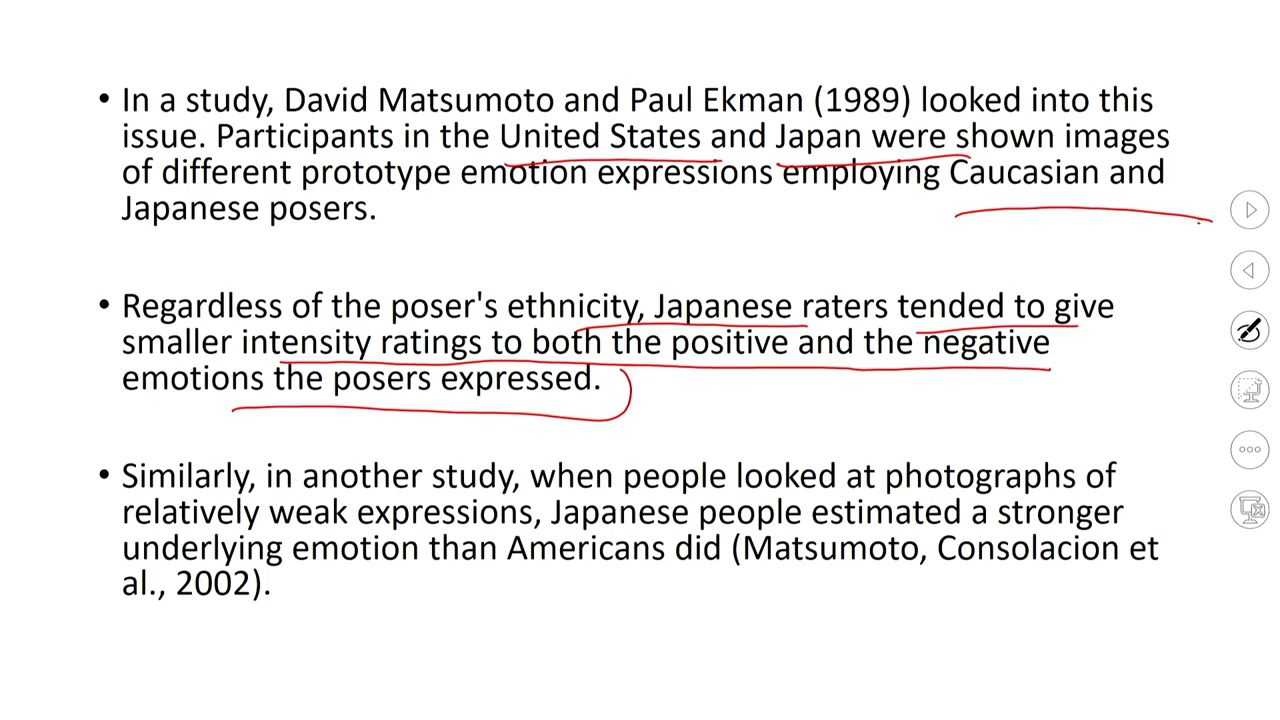 • In a study, David Matsumoto and Paul Ekman (1989) looked into this
issue. Participants in the United States and Japan were shown images
of different prototype emotion expressions employing Caucasian and
Japanese posers.
• Regardless of the poser's ethnicity, Japanese raters tended to give
smaller intensity ratings to both the positive and the negative
emotions the posers expressed.
• Similarly, in another study, when people looked at photographs of
relatively weak expressions, Japanese people estimated a stronger
underlying emotion than Americans did (Matsumoto, Consolacion et
al., 2002).